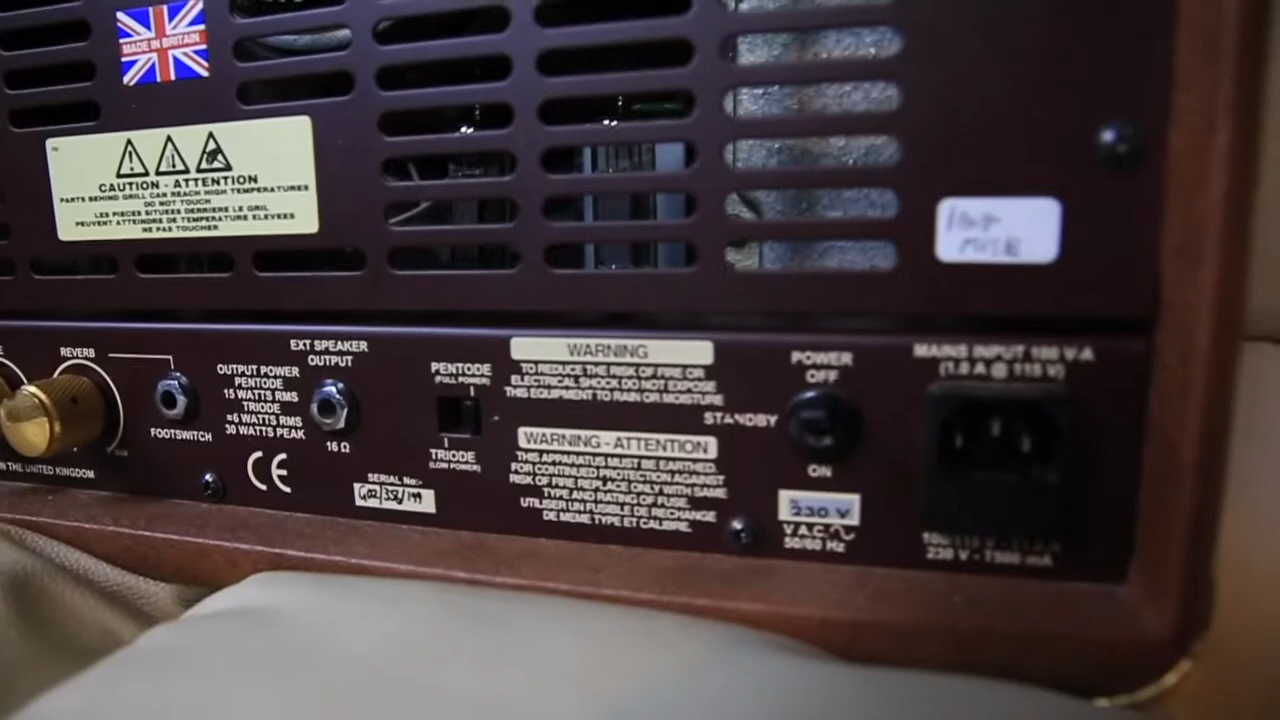 MADE IN BRITAIN
CAUTION - ATTENTION
PARTS BEHIND GRILL CAN REACH HIGH TEMPERATURES
DO NOT TOUCH
LES PIECES SITUEES DERRIERE LE GRIL
PEUVENT ATTEINDRE DE TEMPERATURE ELEVEES
NE PAS TOUCHER
REVERB
FOOTSWITCH
N THE UNITED KINGDOM
OUTPUT POWER
PENTODE
15 WATTS RMS
TRIODE
≈6 WATTS RMS
30 WATTS PEAK
CE
EXT SPEAKER
OUTPUT
16 Ω
SERIAL No:-
PENTODE
(FULL POWER)
TRIODE
(LOW POWER)
WARNING
TO REDUCE THE RISK OF FIRE OR
ELECTRICAL SHOCK DO NOT EXPOSE
THIS EQUIPMENT TO RAIN OR MOISTURE
WARNING - ATTENTION
THIS APPARATUS MUST BE EARTHED.
FOR CONTINUED PROTECTION AGAINST
RISK OF FIRE REPLACE ONLY WITH SAME
TYPE AND RATING OF FUSE.
UTILISER UN FUSIBLE DE RECHANGE
DE MEME TYPE ET CALIBRE.
POWER
OFF
STANDBY
ON
230 V
V.A.C.
50/60 Hz
MAINS INPUT 100 V-A
(1.0 A @ 115 V)
230 V - T500 mA